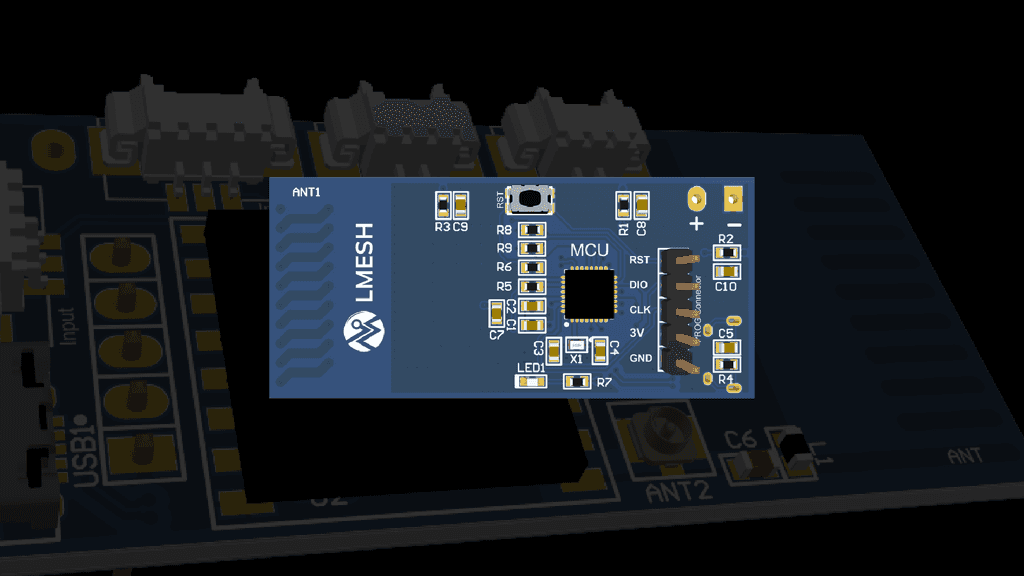 ANT1
LMESH
R3 C9
RST
R1 C8
+
−
R8
R9
R6
R5
C2
C1
C7
MCU
RST
DIO
CLK
3V
GND
R2
C10
C5
R4
C3
X1
C4
LED1
R7
Input
USB1
ANT2
C6
L1
ANT